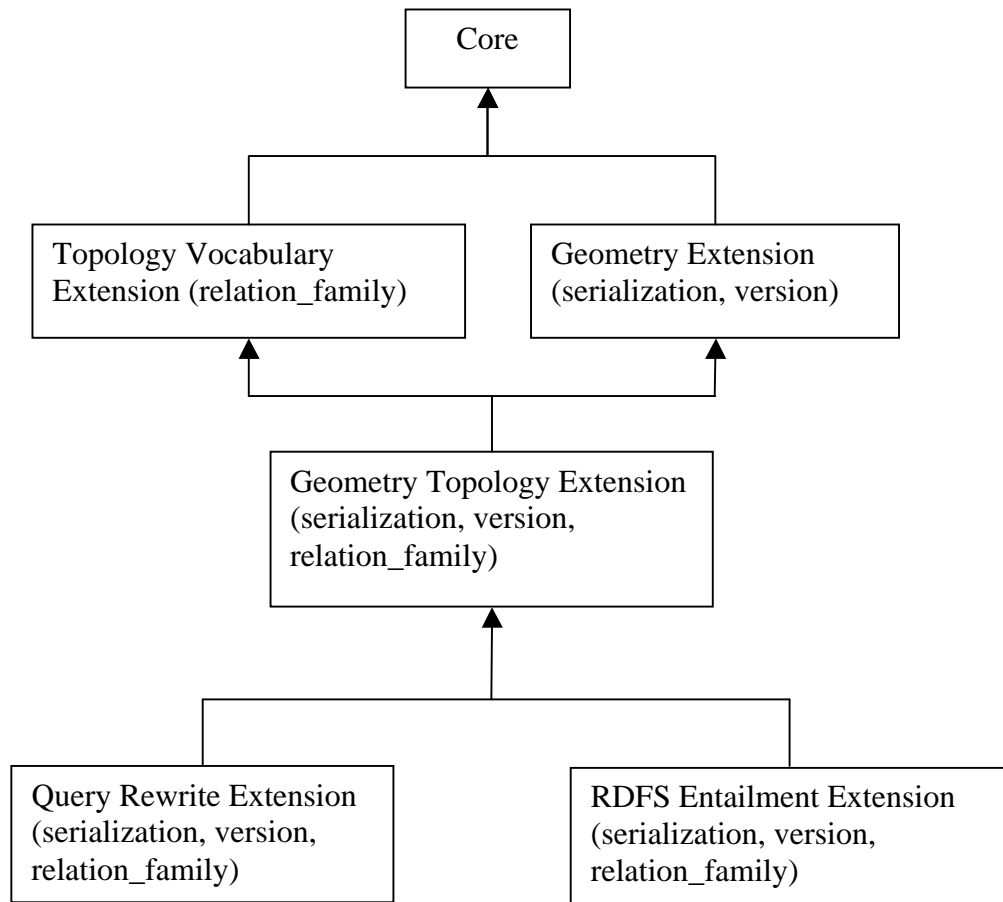 Core
Topology Vocabulary
Extension (relation_family)
Geometry Extension
(serialization, version)
Geometry Topology Extension
(serialization, version,
relation_family)
Query Rewrite Extension
(serialization, version,
relation_family)
RDFS Entailment Extension
(serialization, version,
relation_family)